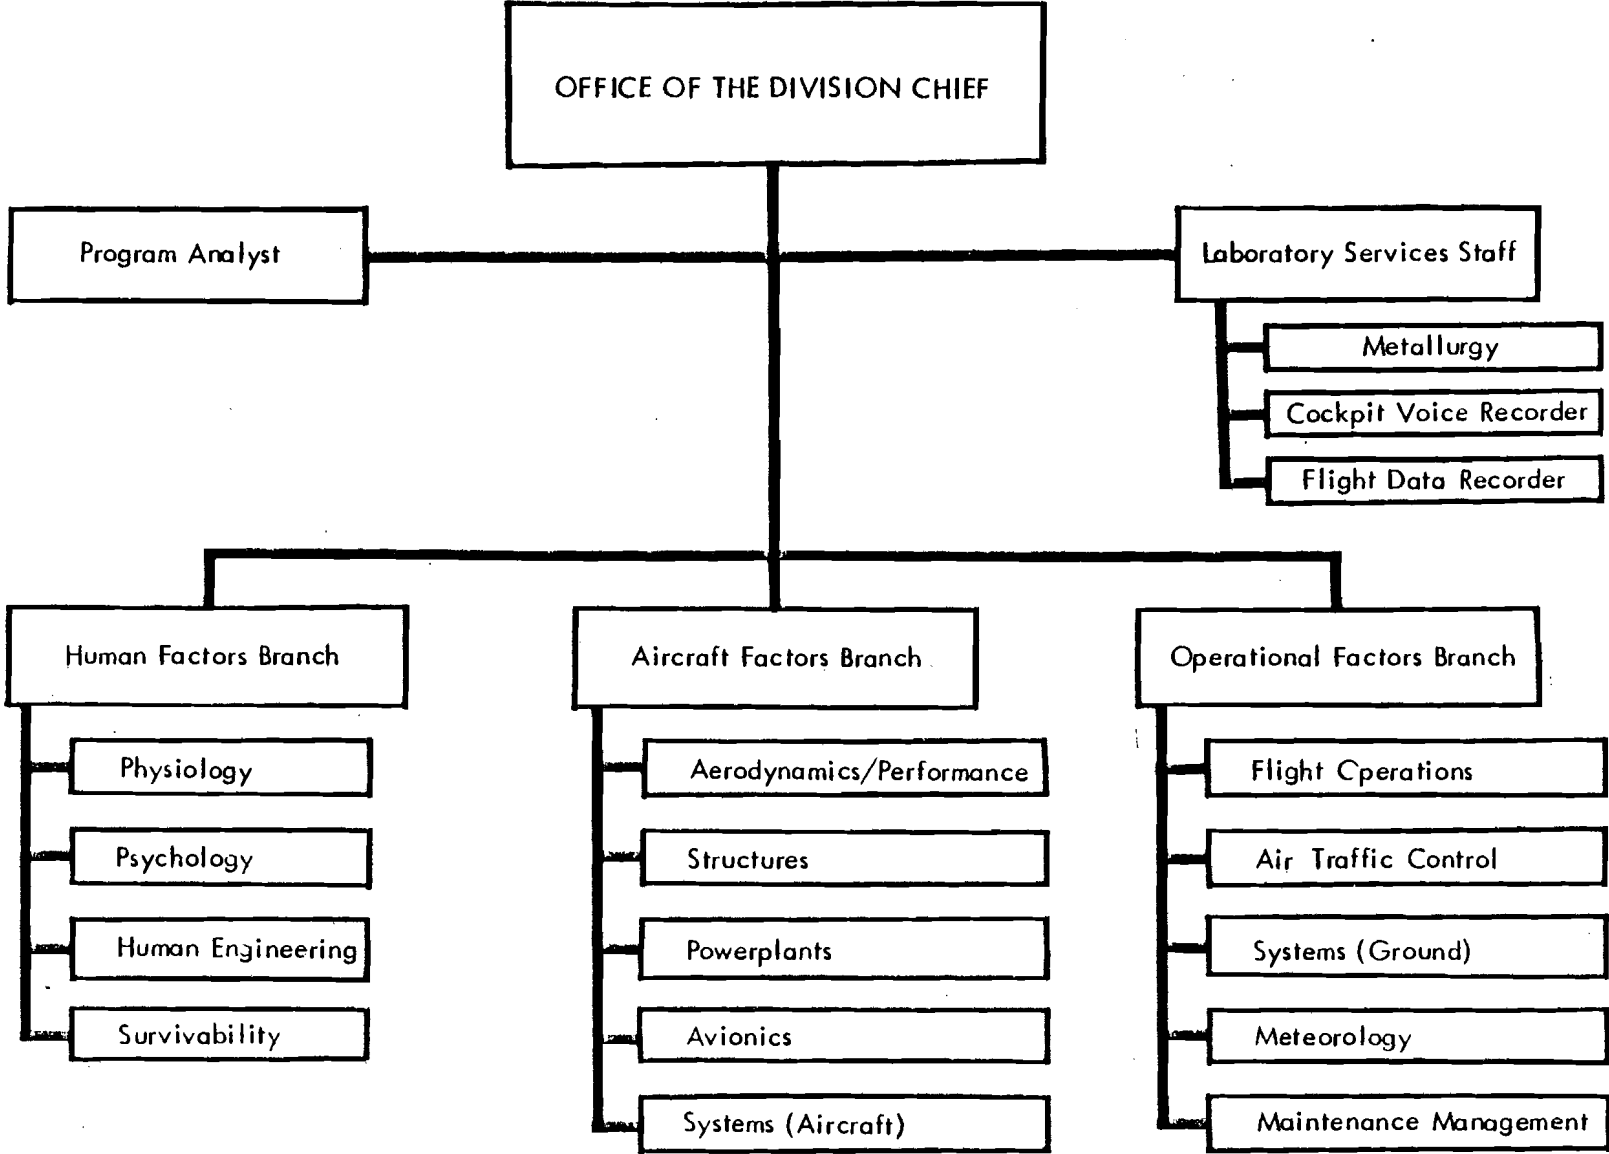 OFFICE OF THE DIVISION CHIEF
Program Analyst
Laboratory Services Staff
Metallurgy
Cockpit Voice Recorder
Flight Data Recorder
Human Factors Branch
Physiology
Psychology
Human Engineering
Survivability
Aircraft Factors Branch
Aerodynamics/Performance
Structures
Powerplants
Avionics
Systems (Aircraft)
Operational Factors Branch
Flight Operations
Air Traffic Control
Systems (Ground)
Meteorology
Maintenance Management